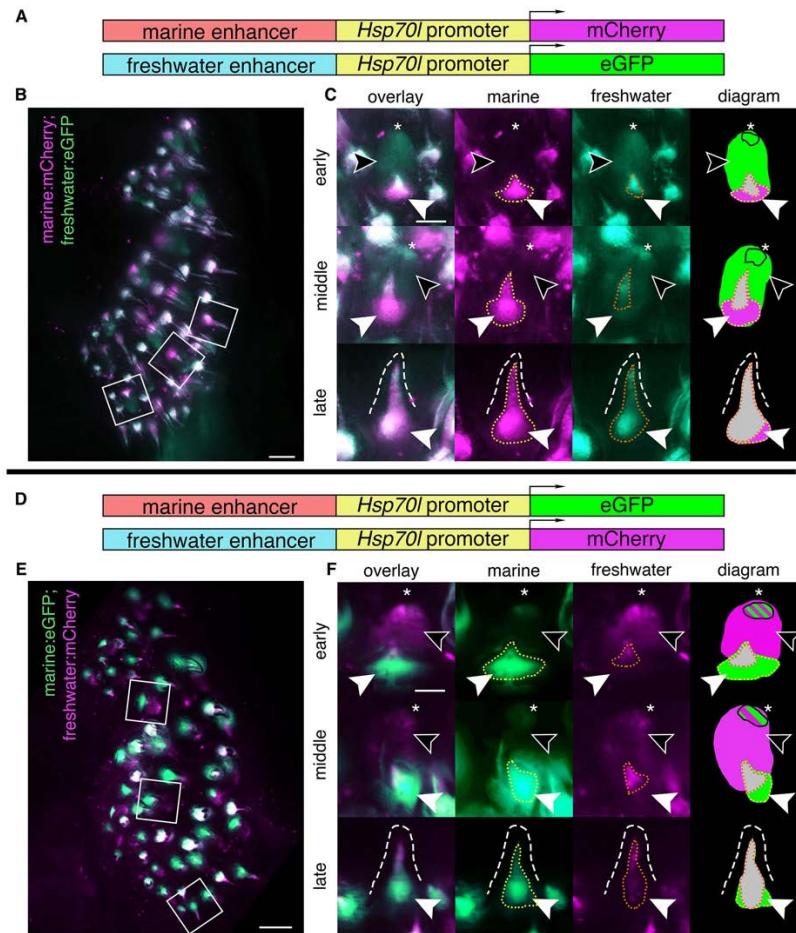 A
marine enhancer Hsp70l promoter mCherry
freshwater enhancer Hsp70l promoter eGFP
B
marine:mCherry;
freshwater:eGFP
C
overlay marine freshwater diagram
early
* * * *
middle
* * * *
late
D
marine enhancer Hsp70l promoter eGFP
freshwater enhancer Hsp70l promoter mCherry
E
marine:eGFP;
freshwater:mCherry
F
overlay marine freshwater diagram
early
* * * *
middle
* * * *
late